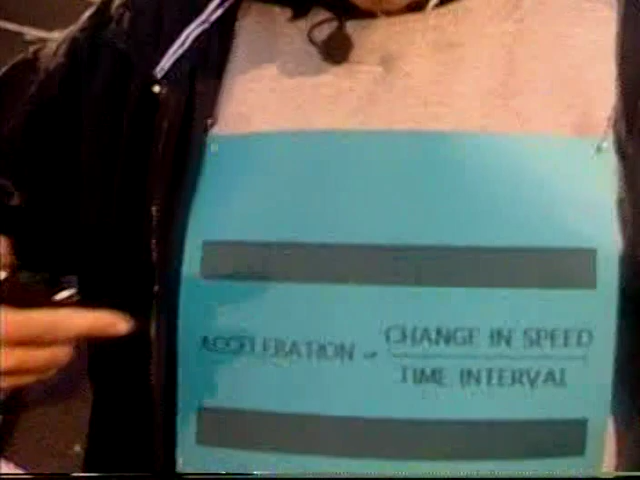 ACCELERATION = CHANGE IN SPEED
TIME INTERVAL